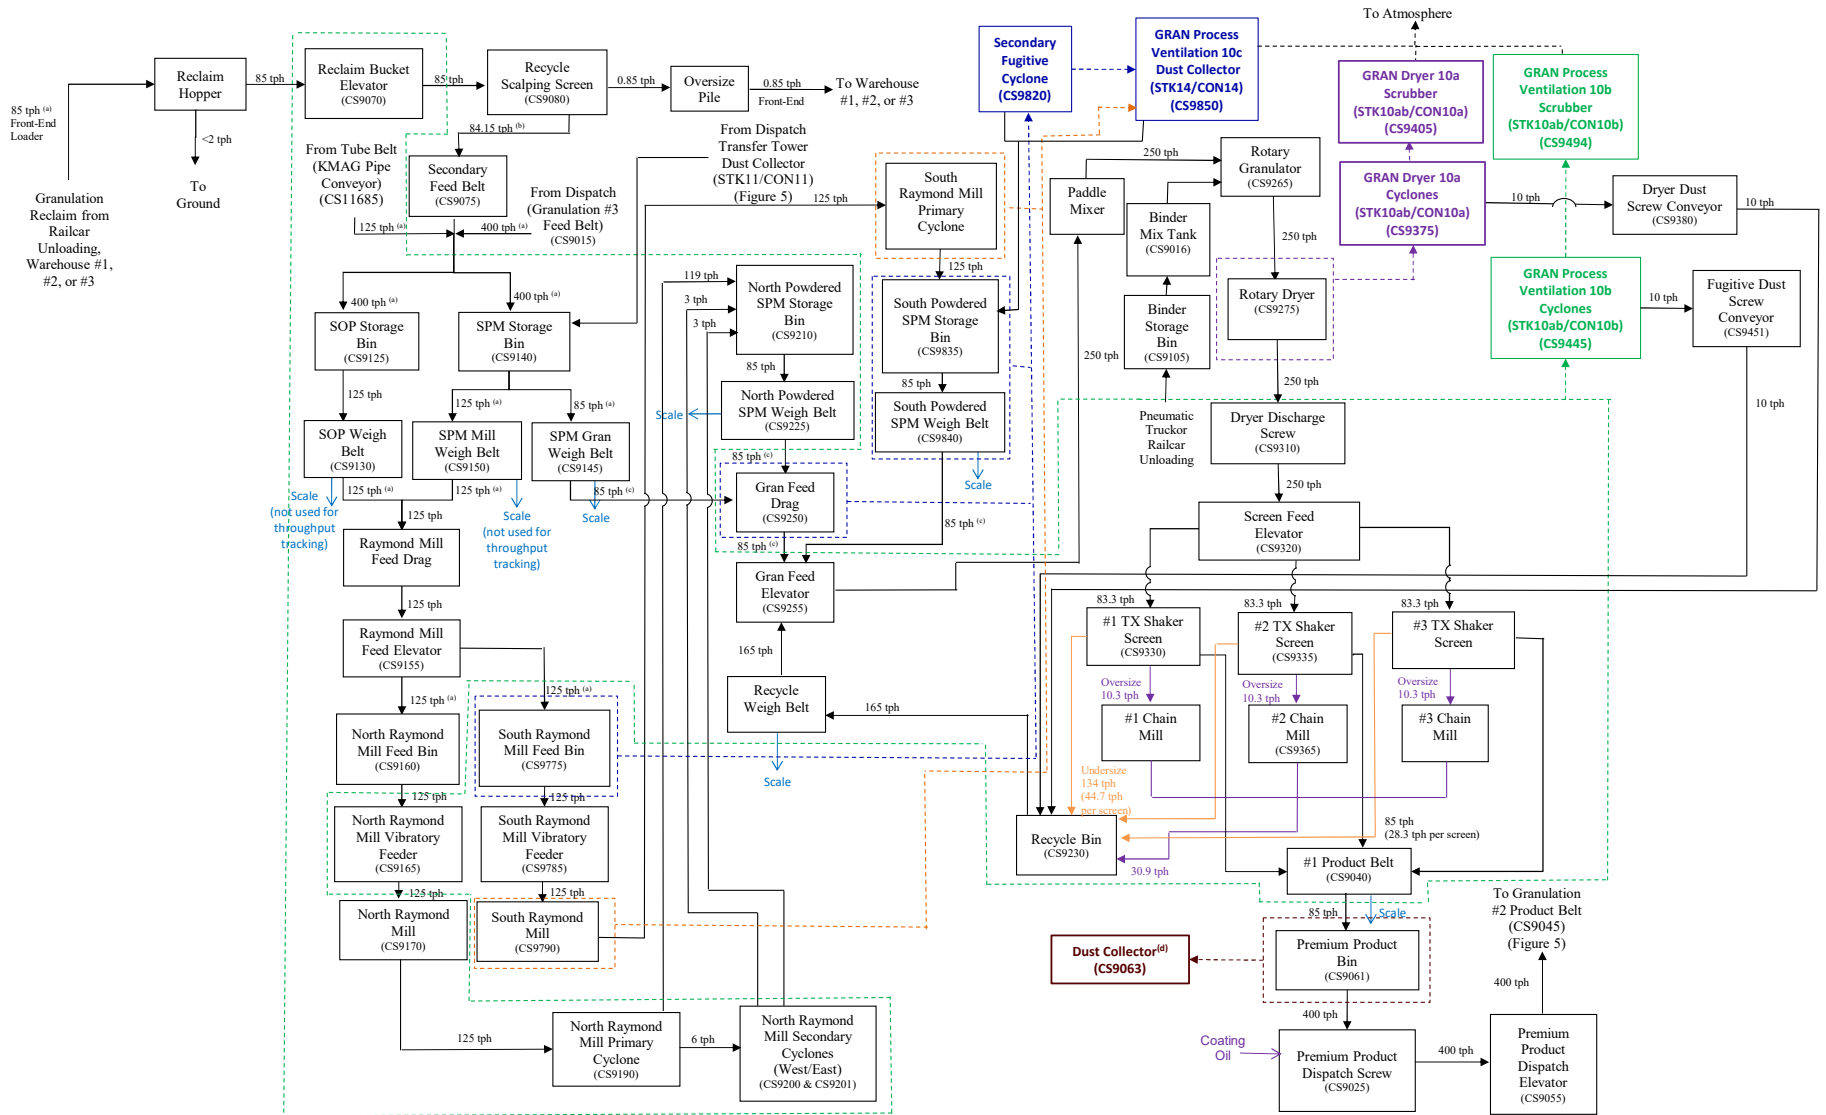 To Atmosphere
Reclaim
Hopper
85 tph
Reclaim Bucket
Elevator
(CS9070)
85 tph
Recycle
Scalping Screen
(CS9080)
0.85 tph
Oversize
Pile
0.85 tph
Front-End
To Warehouse
#1, #2, or #3
Secondary
Fugitive
Cyclone
(CS9820)
GRAN Process
Ventilation 10c
Dust Collector
(STK14/CON14)
(CS9850)
GRAN Dryer 10a
Scrubber
(STK10ab/CON10a)
(CS9405)
GRAN Process
Ventilation 10b
Scrubber
(STK10ab/CON10b)
(CS9494)
85 tph (a)
Front-End
Loader
<2 tph
To
Ground
Granulation
Reclaim from
Railcar
Unloading,
Warehouse #1,
#2, or #3
84.15 tph (b)
From Tube Belt
(KMAG Pipe
Conveyor)
(CS11685)
Secondary
Feed Belt
(CS9075)
From Dispatch
Transfer Tower
Dust Collector
(STK11/CON11)
(Figure 5)
From Dispatch
(Granulation #3
Feed Belt)
(CS9015)
125 tph (a)
400 tph (a)
125 tph
South
Raymond Mill
Primary
Cyclone
250 tph
Rotary
Granulator
(CS9265)
Paddle
Mixer
250 tph
Binder
Mix Tank
(CS9016)
250 tph
GRAN Dryer 10a
Cyclones
(STK10ab/CON10a)
(CS9375)
10 tph
Dryer Dust
Screw Conveyor
(CS9380)
10 tph
400 tph (a)
400 tph (a)
SOP Storage
Bin
(CS9125)
SPM Storage
Bin
(CS9140)
119 tph
3 tph
3 tph
North Powdered
SPM Storage
Bin
(CS9210)
125 tph
South Powdered
SPM Storage
Bin
(CS9835)
Binder
Storage
Bin
(CS9105)
Rotary Dryer
(CS9275)
GRAN Process
Ventilation 10b
Cyclones
(STK10ab/CON10b)
(CS9445)
10 tph
Fugitive Dust
Screw
Conveyor
(CS9451)
125 tph
125 tph (a)
85 tph (a)
85 tph
85 tph
250 tph
250 tph
10 tph
SOP Weigh
Belt
(CS9130)
SPM Mill
Weigh Belt
(CS9150)
SPM Gran
Weigh Belt
(CS9145)
Scale
North Powdered
SPM Weigh Belt
(CS9225)
South Powdered
SPM Weigh Belt
(CS9840)
Pneumatic
Truckor
Railcar
Unloading
Dryer Discharge
Screw
(CS9310)
Scale
(not used for
throughput
tracking)
125 tph (a)
125 tph (a)
Scale
(not used for
throughput
tracking)
85 tph (c)
Scale
85 tph (c)
Scale
250 tph
125 tph
Gran Feed
Drag
(CS9250)
85 tph (c)
85 tph (c)
Screen Feed
Elevator
(CS9320)
Raymond Mill
Feed Drag
125 tph
Gran Feed
Elevator
(CS9255)
83.3 tph
83.3 tph
83.3 tph
#1 TX Shaker
Screen
(CS9330)
#2 TX Shaker
Screen
(CS9335)
#3 TX Shaker
Screen
Raymond Mill
Feed Elevator
(CS9155)
165 tph
Oversize
10.3 tph
Oversize
10.3 tph
Oversize
10.3 tph
125 tph (a)
125 tph (a)
Recycle
Weigh Belt
165 tph
#1 Chain
Mill
#2 Chain
Mill
(CS9365)
#3 Chain
Mill
North Raymond
Mill Feed Bin
(CS9160)
South Raymond
Mill Feed Bin
(CS9775)
Scale
Undersize
134 tph
(44.7 tph
per screen)
125 tph
125 tph
North Raymond
Mill Vibratory
Feeder
(CS9165)
South Raymond
Mill Vibratory
Feeder
(CS9785)
Recycle Bin
(CS9230)
85 tph
(28.3 tph per screen)
30.9 tph
#1 Product Belt
(CS9040)
125 tph
125 tph
North Raymond
Mill
(CS9170)
South Raymond
Mill
(CS9790)
85 tph
Scale
To Granulation
#2 Product Belt
(CS9045)
(Figure 5)
Dust Collector(d)
(CS9063)
Premium Product
Bin
(CS9061)
400 tph
400 tph
125 tph
North Raymond
Mill Primary
Cyclone
(CS9190)
6 tph
North Raymond
Mill Secondary
Cyclones
(West/East)
(CS9200 & CS9201)
Coating
Oil
Premium Product
Dispatch Screw
(CS9025)
400 tph
Premium
Product
Dispatch
Elevator
(CS9055)